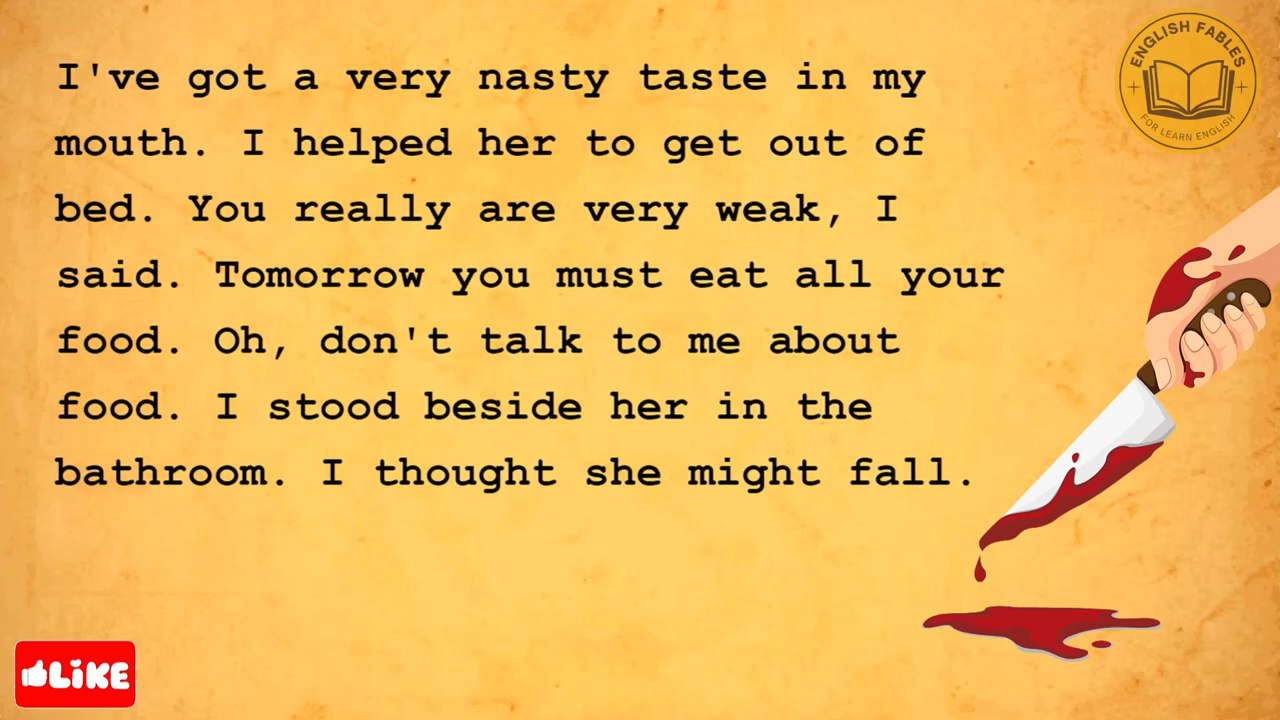 I've got a very nasty taste in my
mouth. I helped her to get out of
bed. You really are very weak, I
said. Tomorrow you must eat all your
food. Oh, don't talk to me about
food. I stood beside her in the
bathroom. I thought she might fall.
ENGLISH FABLES
FOR LEARN ENGLISH
LIKE